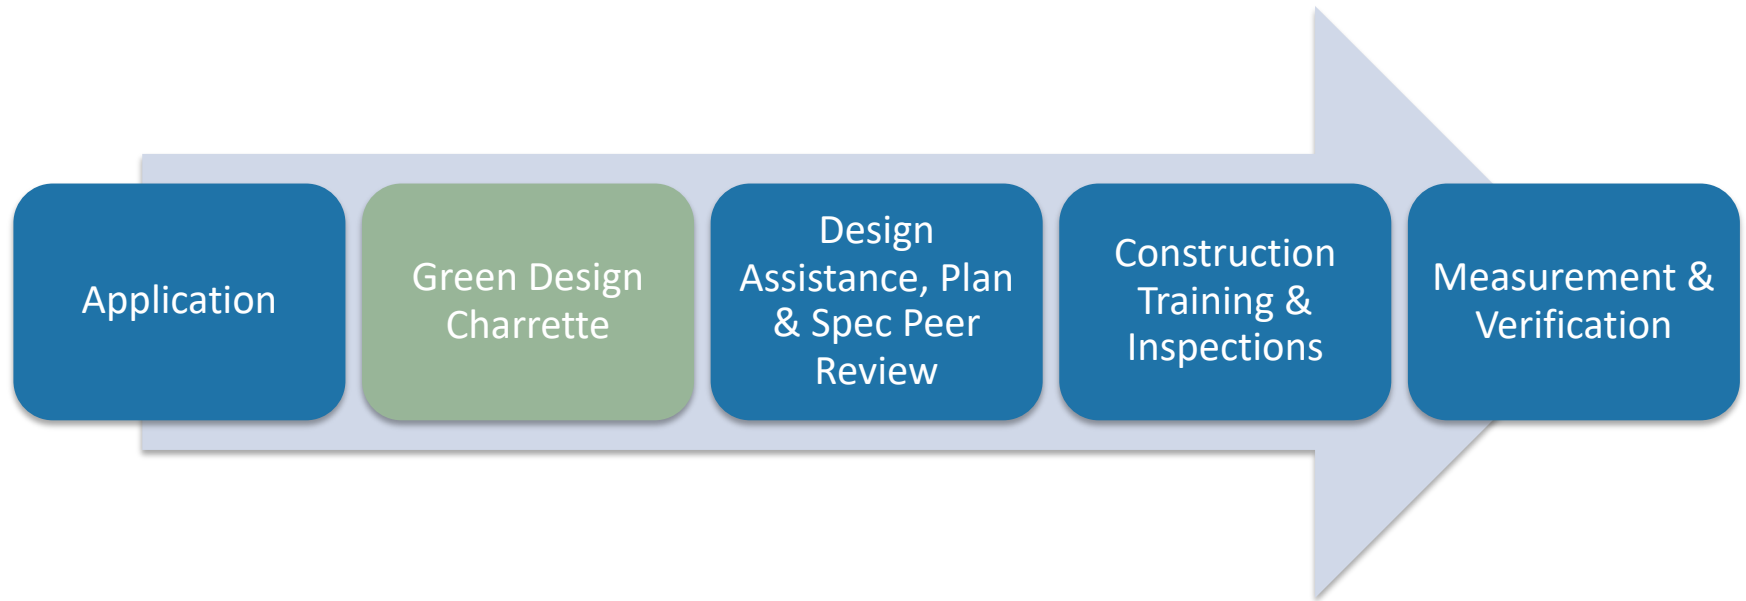 Application
Green Design
Charrette
Design
Assistance, Plan
& Spec Peer
Review
Construction
Training &
Inspections
Measurement &
Verification